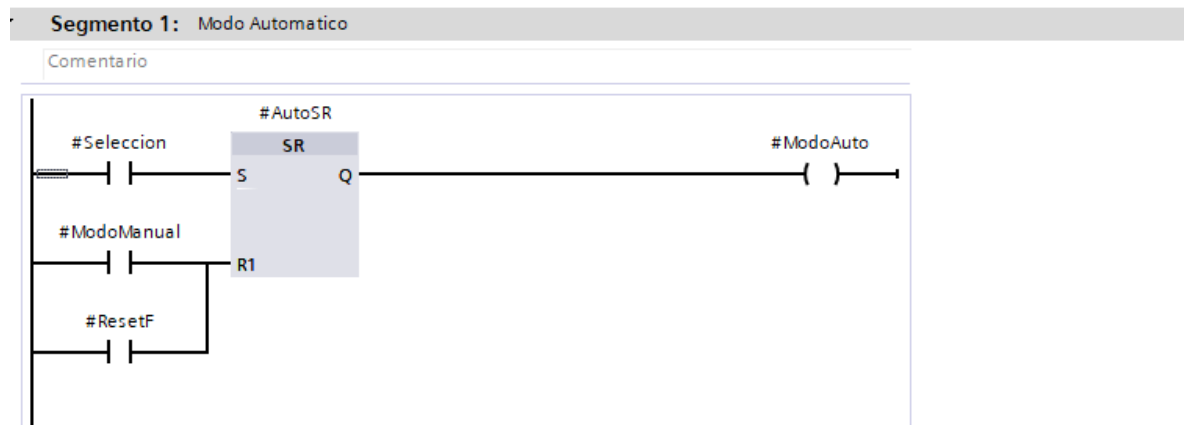 Segmento 1: Modo Automatico
Comentario
#AutoSR
#Seleccion
SR
#ModoAuto
S
Q
#ModoManual
R1
#ResetF